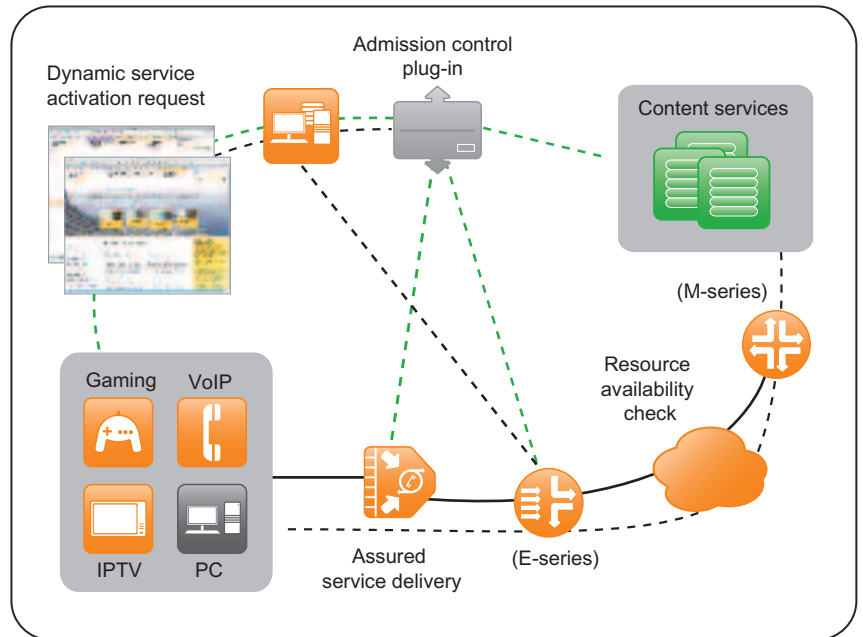 Admission control
plug-in
Dynamic service
activation request
Content services
(M-series)
Resource
availability
check
Gaming
VoIP
IPTV
PC
Assured
service delivery
(E-series)